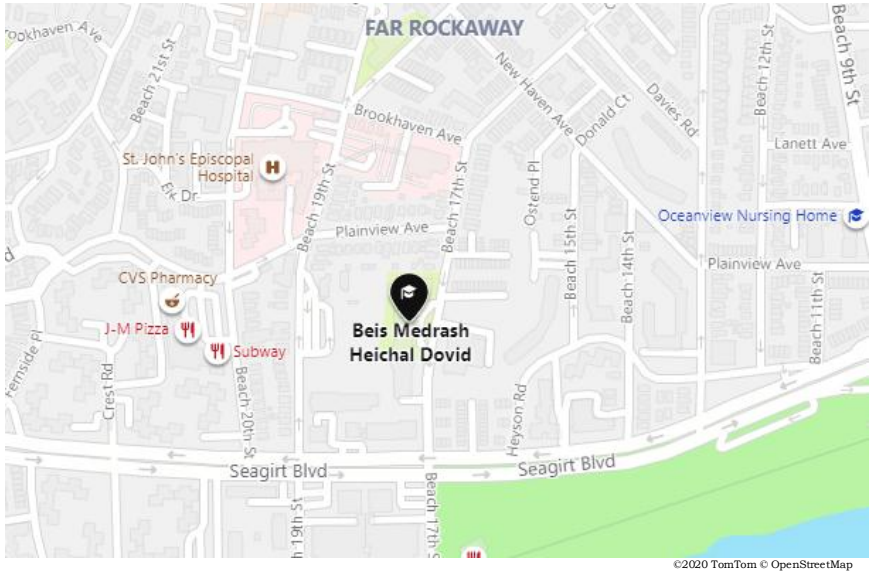 FAR ROCKAWAY
Brookhaven Ave
Beach 21st St
New Haven Ave
Davies Rd
Beach 12th St
Beach 9th St
Donald Ct
Brookhaven Ave
Lanett Ave
St. John's Episcopal
Hospital
H
Elk Dr
Beach 19th St
Beach 17th St
Ostend Pl
Oceanview Nursing Home
Plainview Ave
Beach 15th St
Beach 14th St
Plainview Ave
d
CVS Pharmacy
J-M Pizza
Subway
Beis Medrash
Heichal Dovid
Beach 11th St
Fernside Pl
Crest Rd
Beach 20th St
Heyson Rd
Seagirt Blvd
Seagirt Blvd
Beach 17th St
h 19th St
©2020 TomTom © OpenStreetMap